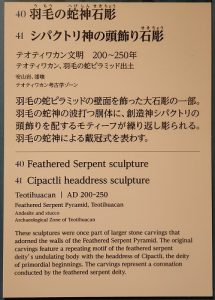 40 羽毛の蛇神石彫
41 シパクトリ神の頭飾り石彫
テオティワカン文明　200～250年
テオティワカン、羽毛の蛇ピラミッド出土
安山岩、漆喰
テオティワカン考古学ゾーン
羽毛の蛇ピラミッドの壁面を飾った大石彫の一部。
羽毛の蛇神の波打つ胴体に、創造神シパクトリの
頭飾りを配するモティーフが繰り返し彫られる。
羽毛の蛇神による戴冠式を表わす。
40 Feathered Serpent sculpture
41 Cipactli headdress sculpture
Teotihuacan | AD 200-250
Feathered Serpent Pyramid, Teotihuacan
Andesite and stucco
Archaeological Zone of Teotihuacan
These sculptures were once part of larger stone carvings that
adorned the walls of the Feathered Serpent Pyramid. The original
carvings feature a repeating motif of the feathered serpent
deity's undulating body with the headdress of Cipactli, the deity
of primordial beginnings. The carvings represent a coronation
conducted by the feathered serpent deity.